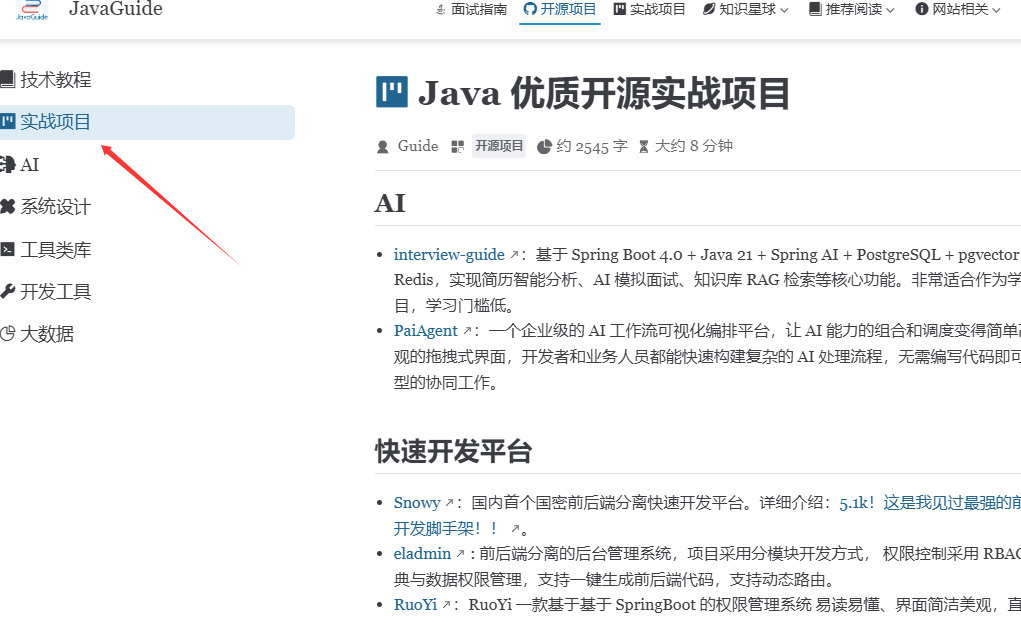 JavaGuide
JavaGuide
面试指南
开源项目
实战项目
知识星球
推荐阅读
网站相关
技术教程
实战项目
AI
系统设计
工具类库
开发工具
大数据
Java 优质开源实战项目
Guide 开源项目 约 2545 字 大约 8 分钟
AI
interview-guide：基于 Spring Boot 4.0 + Java 21 + Spring AI + PostgreSQL + pgvector
Redis，实现简历智能分析、AI 模拟面试、知识库 RAG 检索等核心功能。非常适合作为学
目，学习门槛低。
PaiAgent：一个企业级的 AI 工作流可视化编排平台，让 AI 能力的组合和调度变得简单
观的拖拽式界面，开发者和业务人员都能快速构建复杂的 AI 处理流程，无需编写代码即可
型的协同工作。
快速开发平台
Snowy：国内首个国密前后端分离快速开发平台。详细介绍：5.1k！这是我见过最强的前
开发脚手架！！。
eladmin : 前后端分离的后台管理系统，项目采用分模块开发方式， 权限控制采用 RBAC
典与数据权限管理，支持一键生成前后端代码，支持动态路由。
RuoYi：RuoYi 一款基于基于 SpringBoot 的权限管理系统 易读易懂、界面简洁美观，直